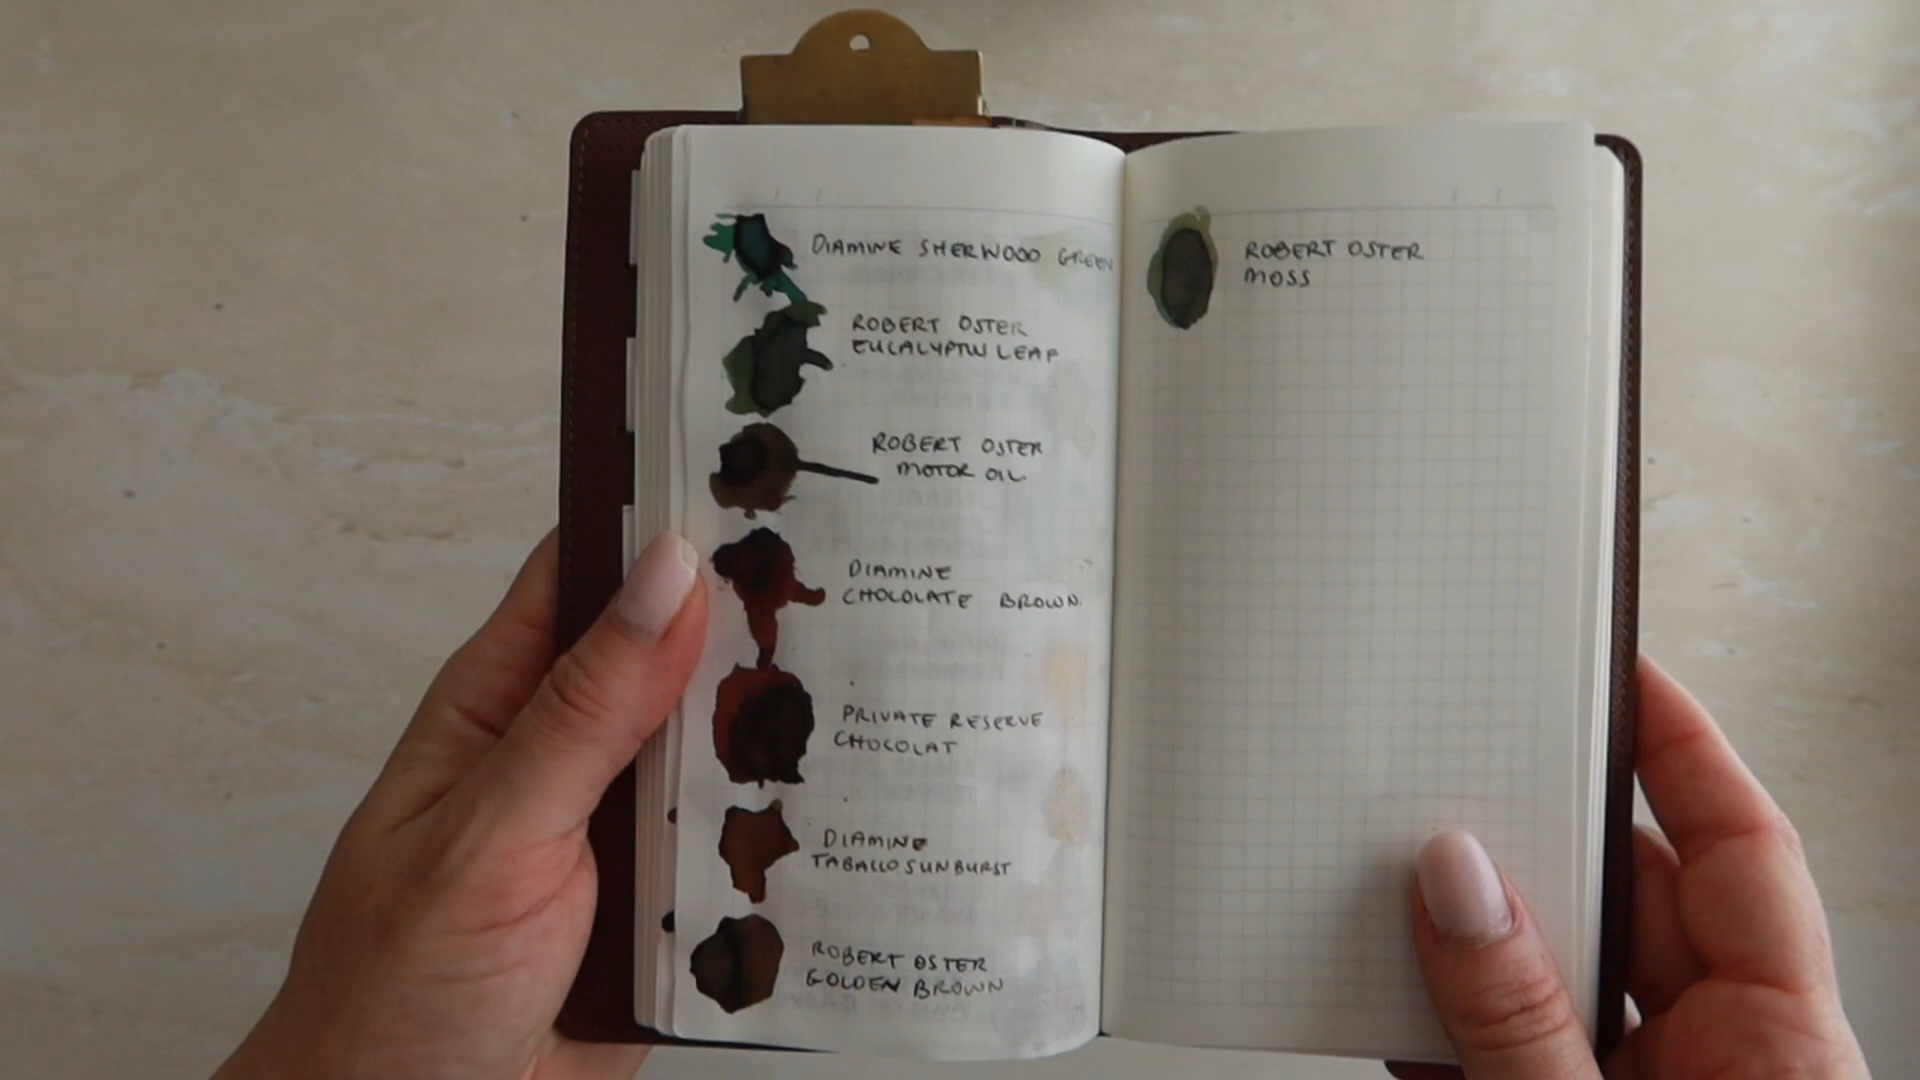 DIAMINE SHERWOOD GREEN
ROBERT OSTER
EUCALYPTUS LEAF
ROBERT OSTER
MOTOR OIL
DIAMINE
CHOCOLATE BROWN.
PRIVATE RESERVE
CHOCOLAT
DIAMINE
TABACCO SUNBURST
ROBERT OSTER
GOLDEN BROWN
ROBERT OSTER
MOSS